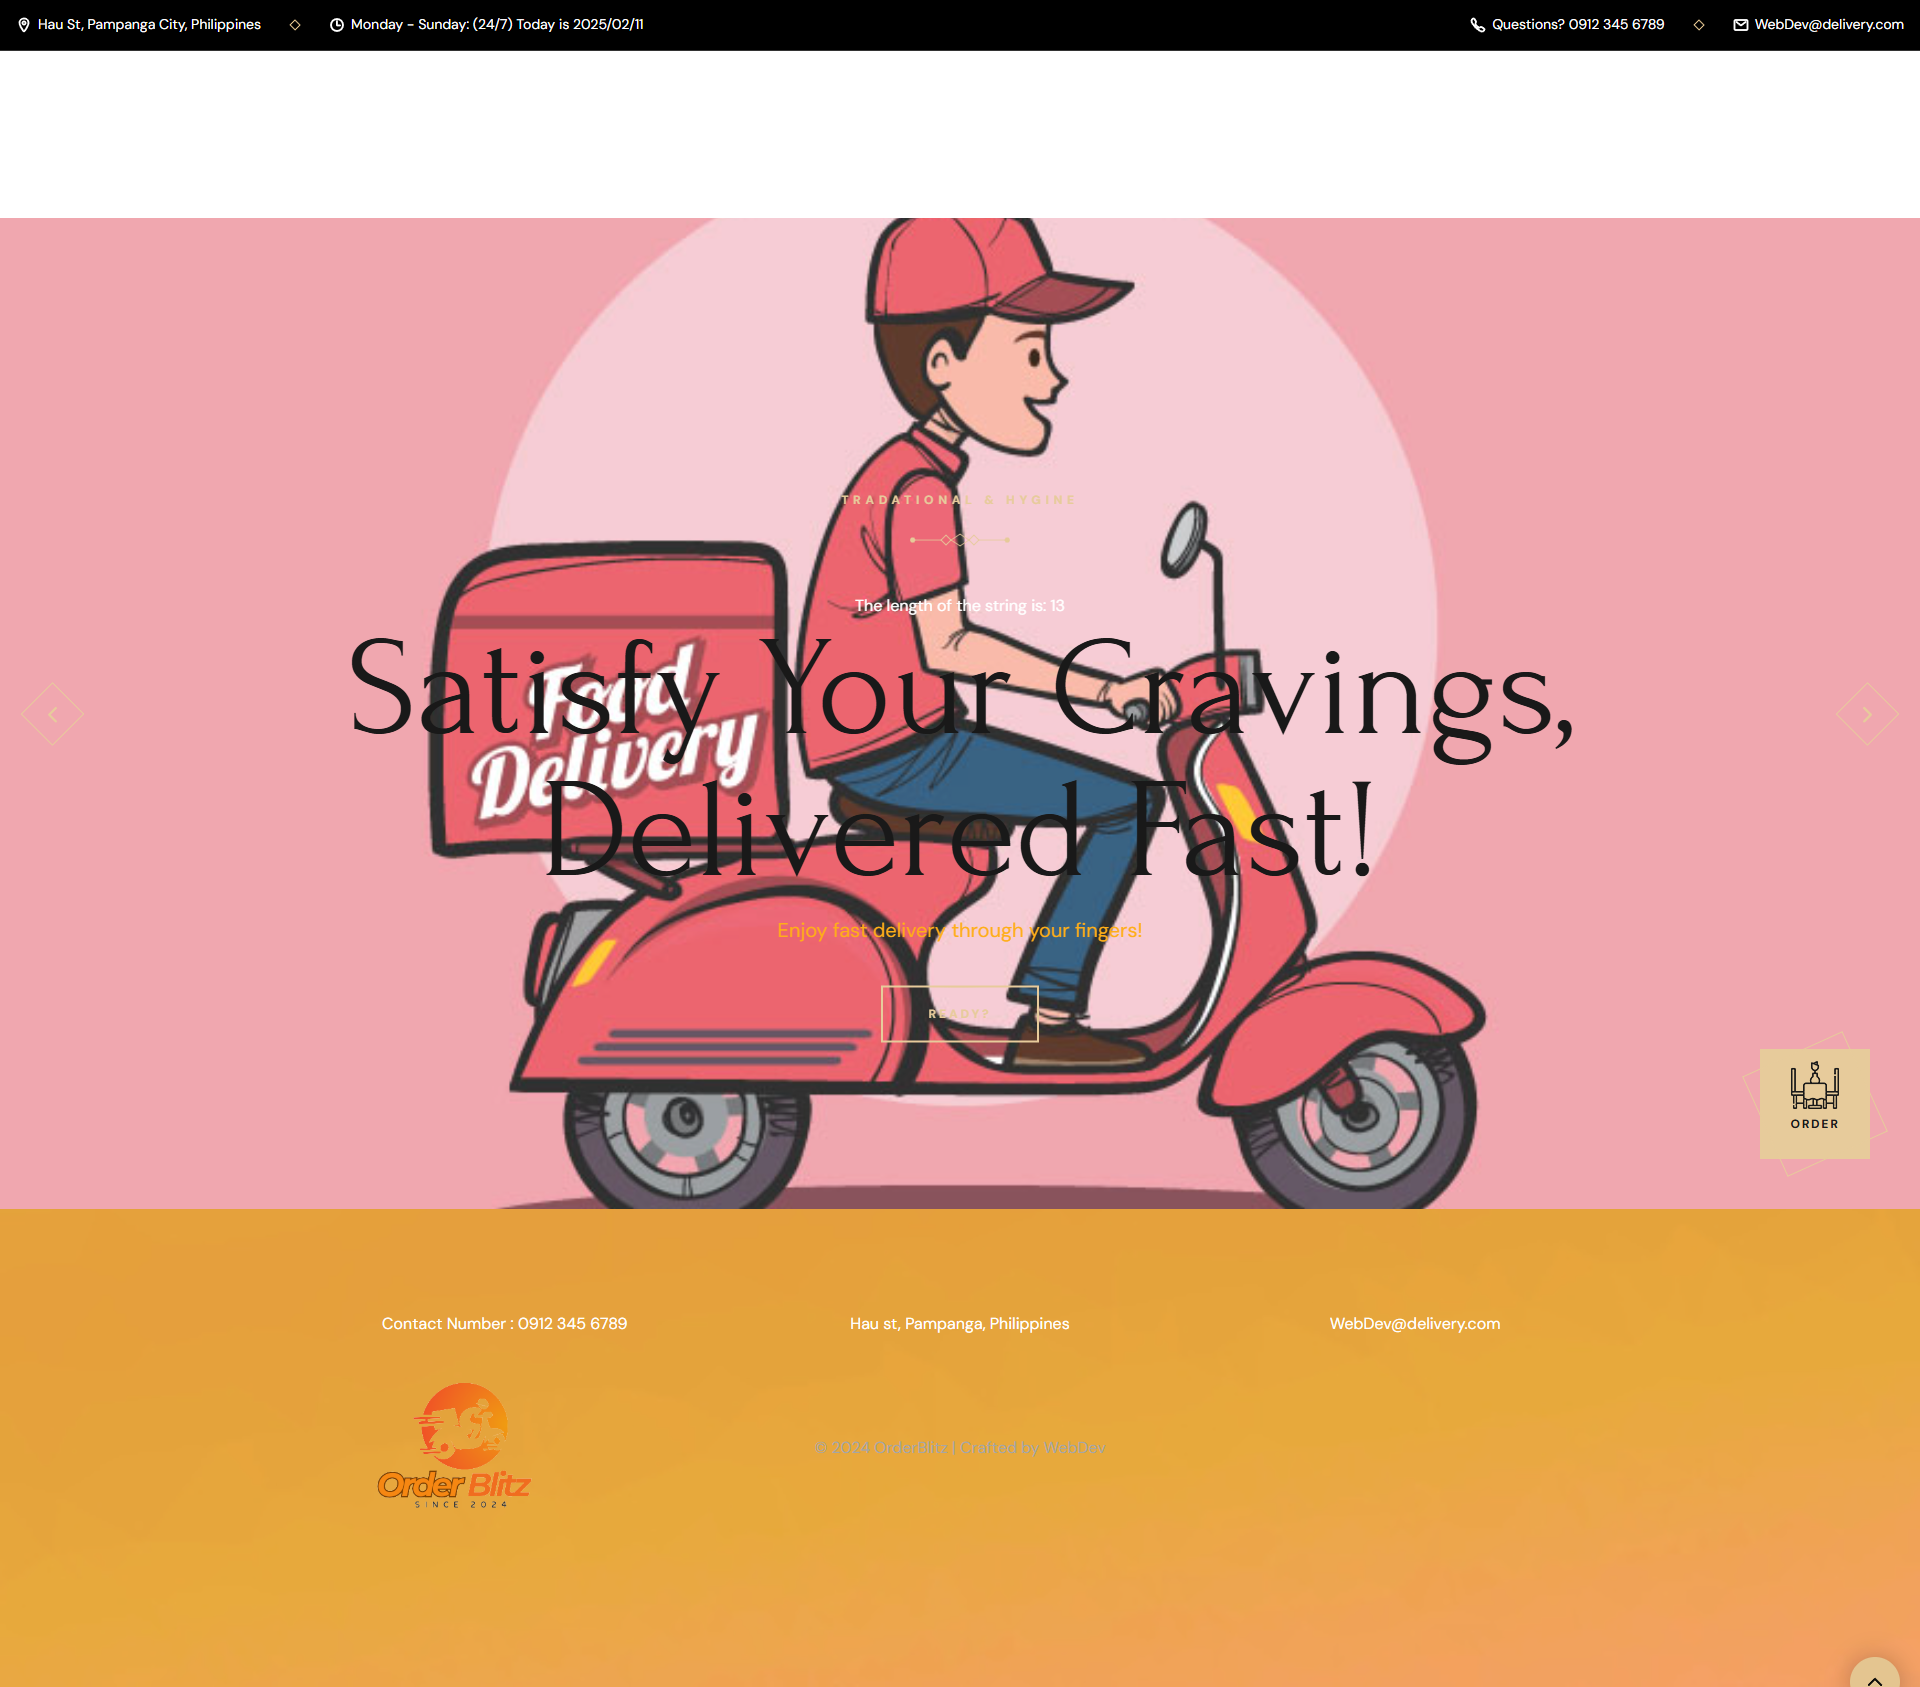 Hau St, Pampanga City, Philippines
Monday - Sunday: (24/7) Today is 2025/02/11
Questions? 0912 345 6789
WebDev@delivery.com
TRADATIONAL & HYGINE
The length of the string is: 13
Food
Delivery
Satisfy Your Cravings,
Delivered Fast!
Enjoy fast delivery through your fingers!
READY?
ORDER
Contact Number : 0912 345 6789
Hau st, Pampanga, Philippines
WebDev@delivery.com
Order Blitz
SINCE 2024
© 2024 OrderBlitz | Crafted by WebDev